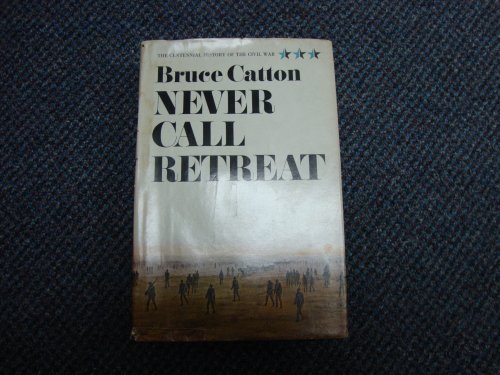 THE CENTENNIAL HISTORY OF THE CIVIL WAR
Bruce Catton
NEVER
CALL
RETREAT